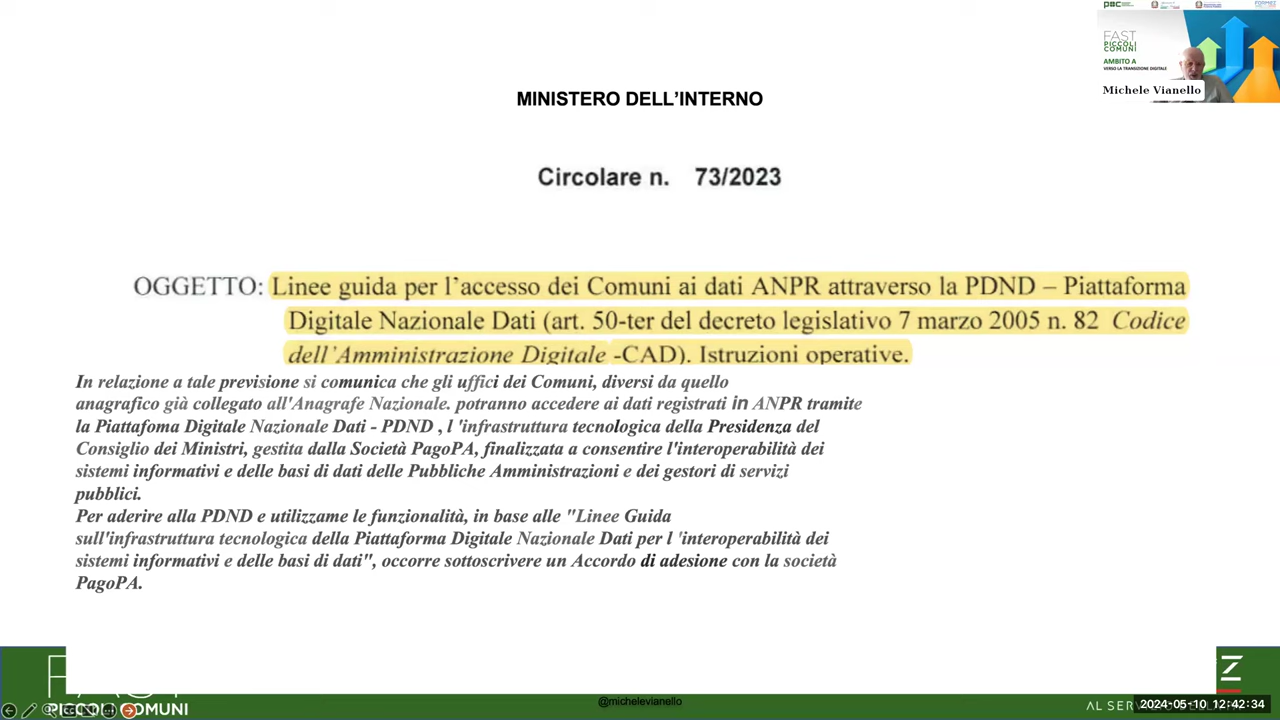 FAST
PICCOLI
COMUNI
AMBITO A
VERSO LA TRANSIZIONE DIGITALE
Michele Vianello
MINISTERO DELL'INTERNO
Circolare n. 73/2023
OGGETTO: Linee guida per l'accesso dei Comuni ai dati ANPR attraverso la PDND – Piattaforma
Digitale Nazionale Dati (art. 50-ter del decreto legislativo 7 marzo 2005 n. 82 Codice
dell'Amministrazione Digitale -CAD). Istruzioni operative.
In relazione a tale previsione si comunica che gli uffici dei Comuni, diversi da quello
anagrafico già collegato all'Anagrafe Nazionale. potranno accedere ai dati registrati in ANPR tramite
la Piattafoma Digitale Nazionale Dati - PDND , l 'infrastruttura tecnologica della Presidenza del
Consiglio dei Ministri, gestita dalla Società PagoPA, finalizzata a consentire l'interoperabilità dei
sistemi informativi e delle basi di dati delle Pubbliche Amministrazioni e dei gestori di servizi
pubblici.
Per aderire alla PDND e utilizzame le funzionalità, in base alle "Linee Guida
sull'infrastruttura tecnologica della Piattaforma Digitale Nazionale Dati per l 'interoperabilità dei
sistemi informativi e delle basi di dati", occorre sottoscrivere un Accordo di adesione con la società
PagoPA.
@michelevianello
PICCOLI COMUNI
AL
2024-05-10 12:42:34